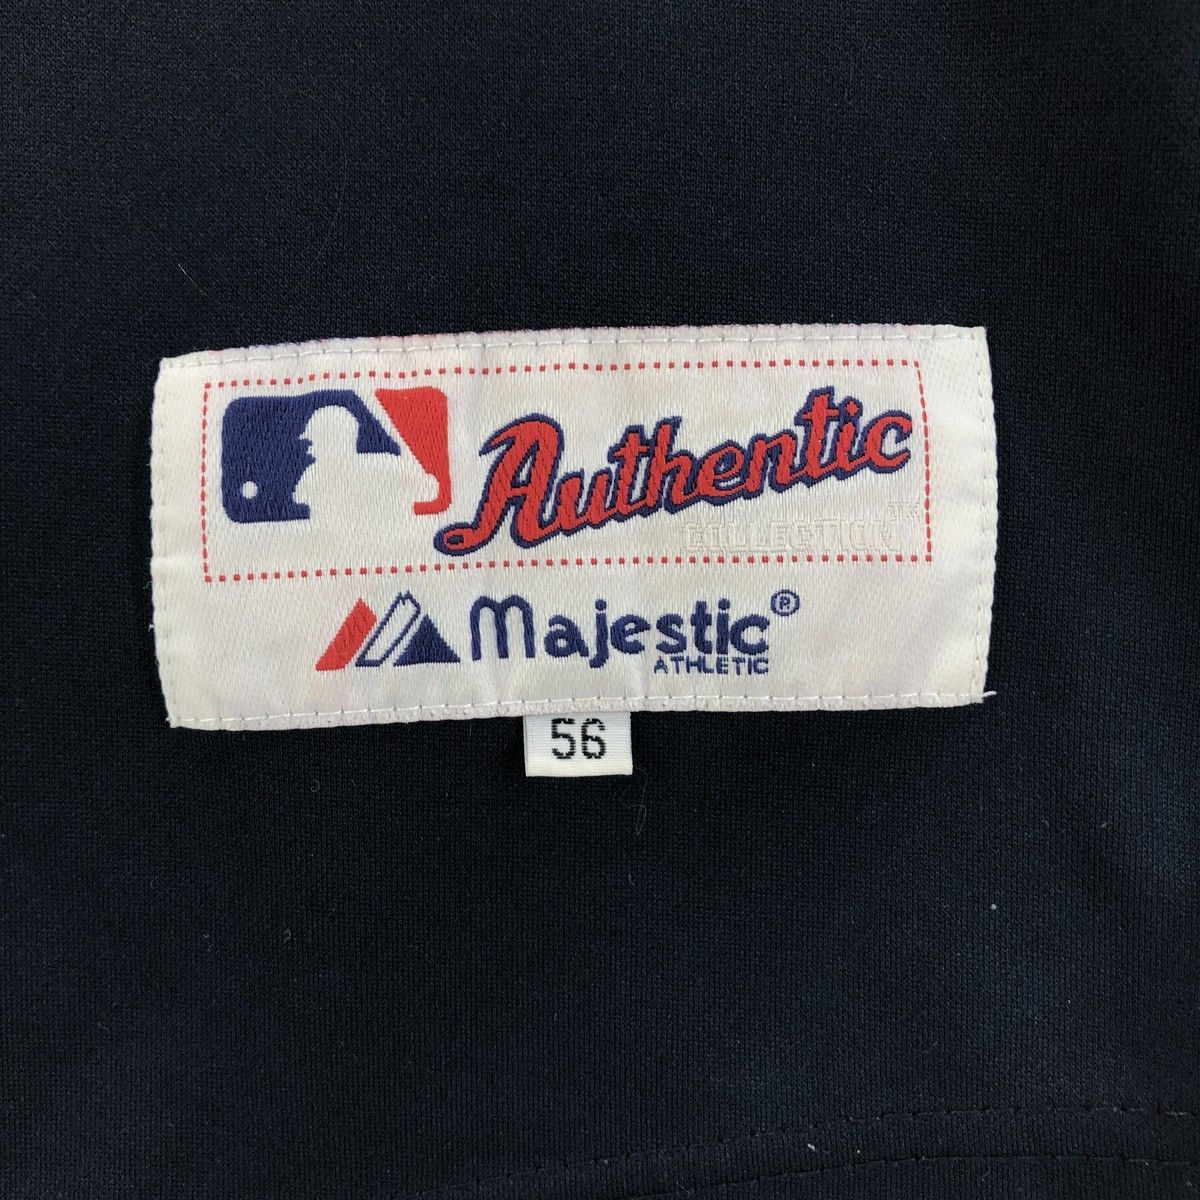 Authentic
COLLECTION™
Majestic®
ATHLETIC
56